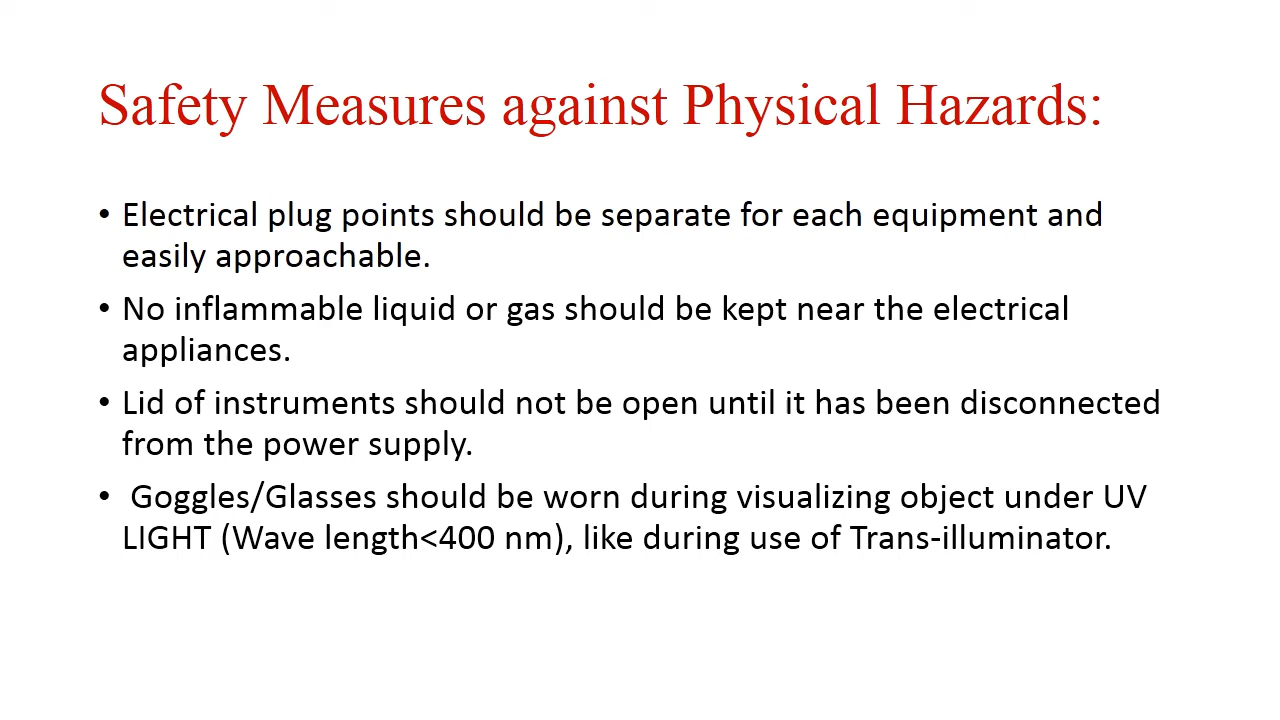 Safety Measures against Physical Hazards:
• Electrical plug points should be separate for each equipment and
easily approachable.
• No inflammable liquid or gas should be kept near the electrical
appliances.
• Lid of instruments should not be open until it has been disconnected
from the power supply.
• Goggles/Glasses should be worn during visualizing object under UV
LIGHT (Wave length<400 nm), like during use of Trans-illuminator.